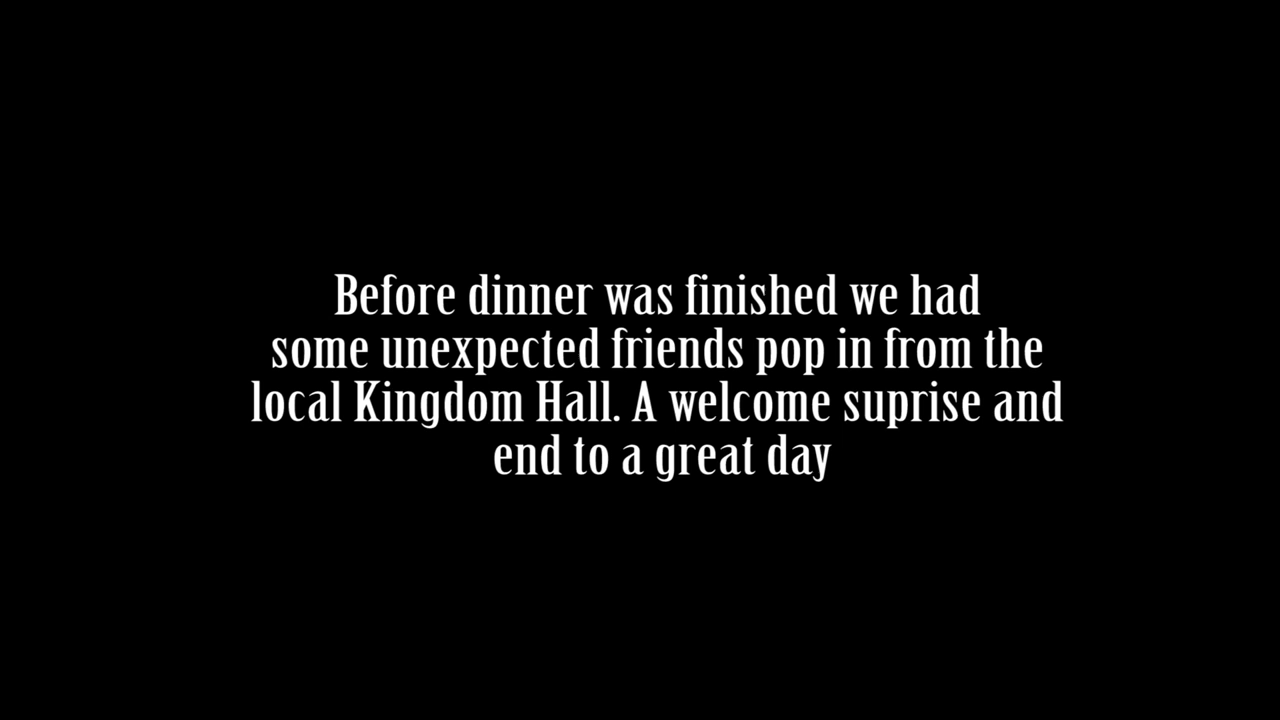 Before dinner was finished we had
some unexpected friends pop in from the
local Kingdom Hall. A welcome suprise and
end to a great day